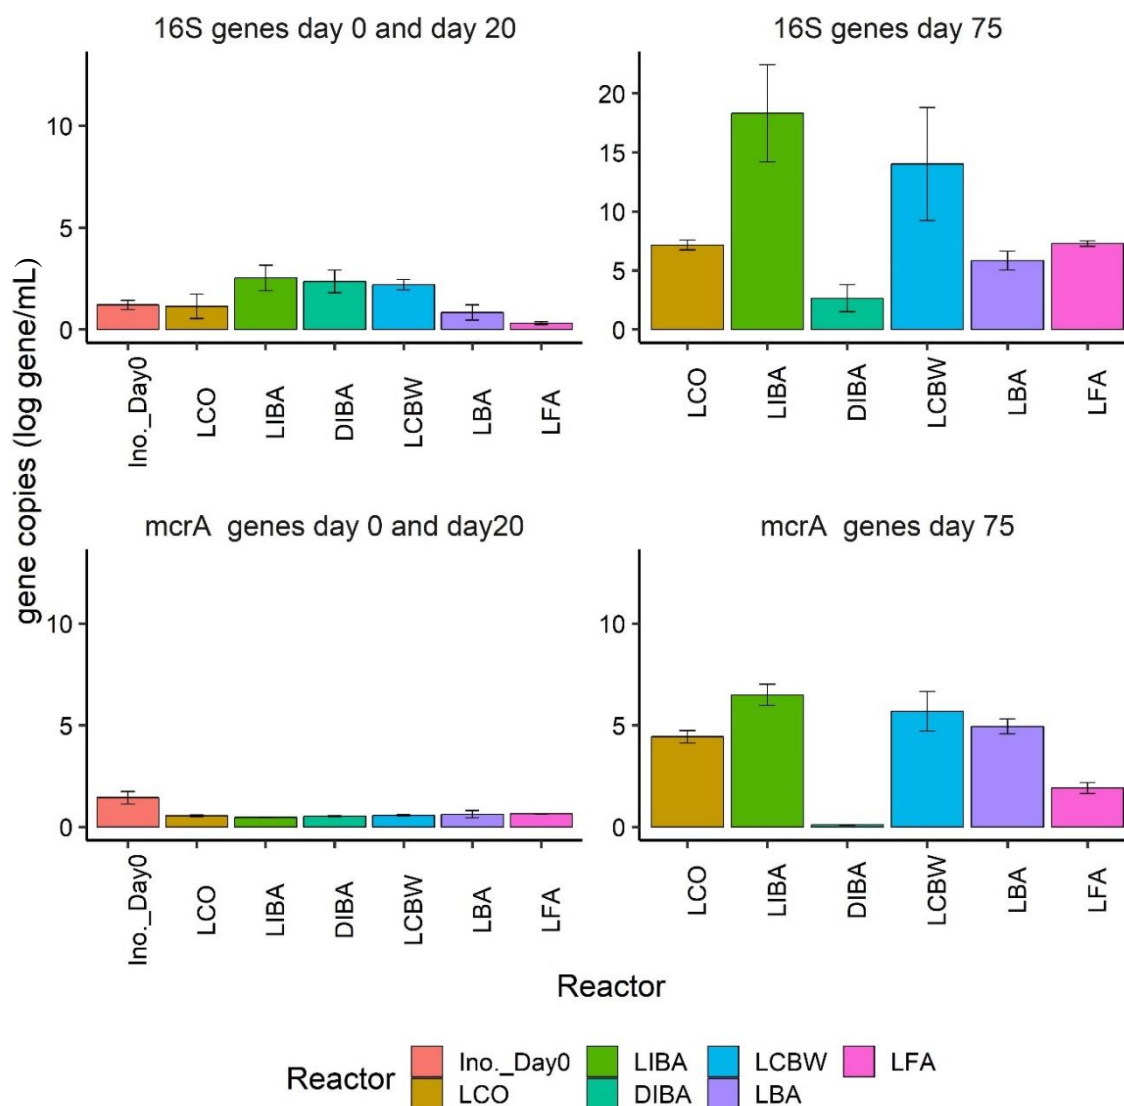 16S genes day 0 and day 20
10
5
0
Ino._Day0
LCO
LIBA
DIBA
LCBW
LBA
LFA
16S genes day 75
20
15
10
5
0
LCO
LIBA
DIBA
LCBW
LBA
LFA
gene copies (log gene/mL)
mcrA genes day 0 and day20
10
5
0
Ino._Day0
LCO
LIBA
DIBA
LCBW
LBA
LFA
mcrA genes day 75
10
5
0
LCO
LIBA
DIBA
LCBW
LBA
LFA
Reactor
Reactor
Ino._Day0
LIBA
LCBW
LFA
LCO
DIBA
LBA